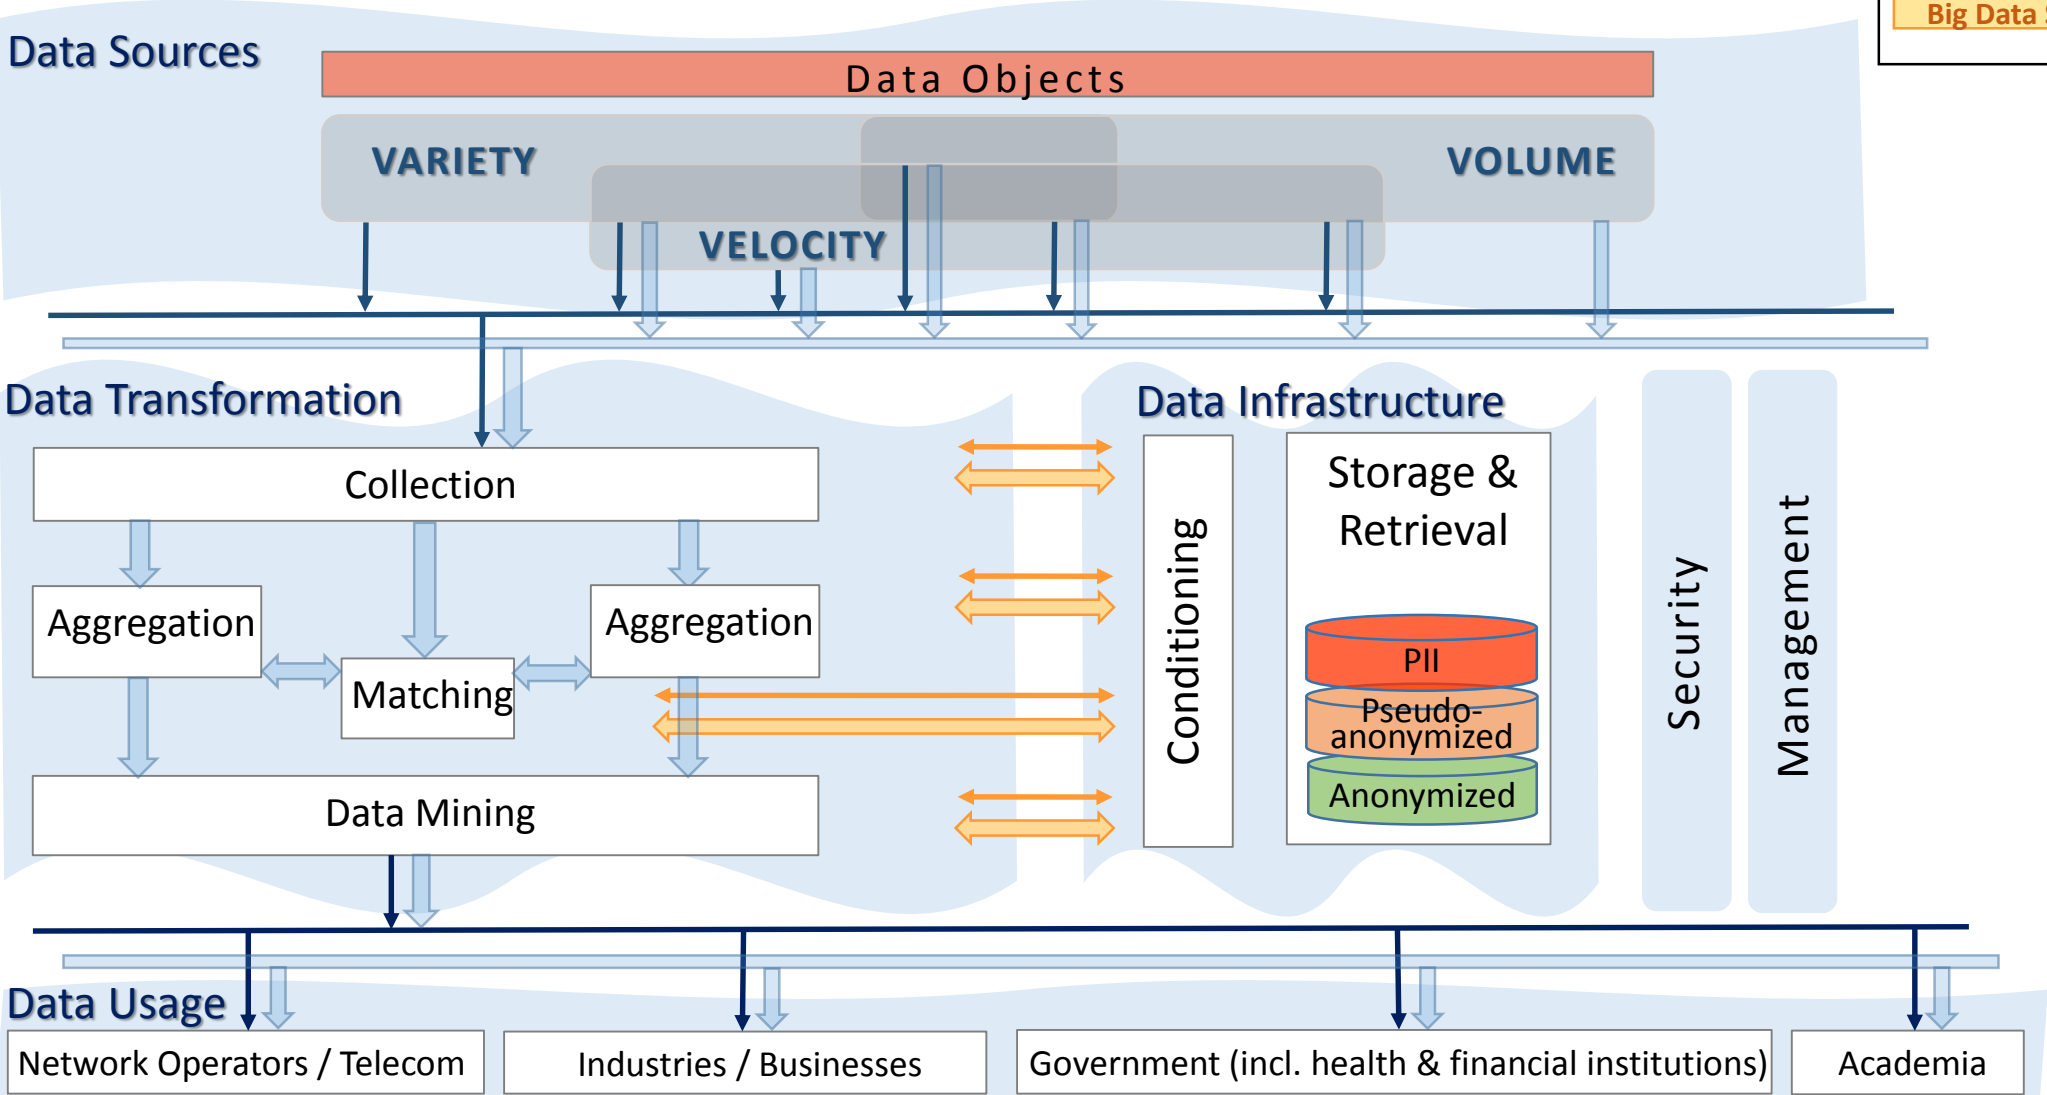 Big Data
Data Sources
Data Objects
VARIETY
VOLUME
VELOCITY
Data Transformation
Data Infrastructure
Collection
Aggregation
Aggregation
Matching
Data Mining
Conditioning
Storage &
Retrieval
PII
Pseudo-
anonymized
Anonymized
Security
Management
Data Usage
Network Operators / Telecom
Industries / Businesses
Government (incl. health & financial institutions)
Academia